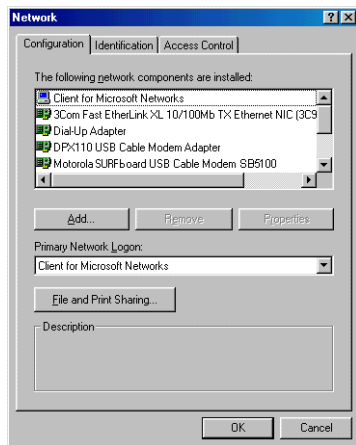 Network
Configuration Identification Access Control
The following network components are installed:
Client for Microsoft Networks
3Com Fast EtherLink XL 10/100Mb TX Ethernet NIC (3C9
Dial-Up Adapter
DPX110 USB Cable Modem Adapter
Motorola SURFboard USB Cable Modem SB5100
Add... Remove Properties
Primary Network Logon:
Client for Microsoft Networks
File and Print Sharing...
Description
OK Cancel